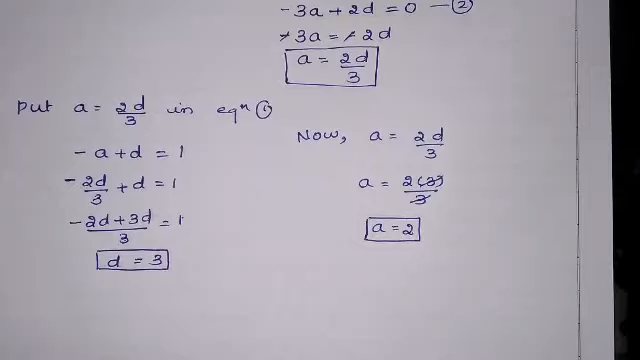 -3a + 2d = 0 — ②
-3a = -2d
a = 2d/3
Put a = 2d/3 in eqn ①
-a + d = 1
-2d/3 + d = 1
(-2d + 3d)/3 = 1
d = 3
Now, a = 2d/3
a = 2(3)/3
a = 2